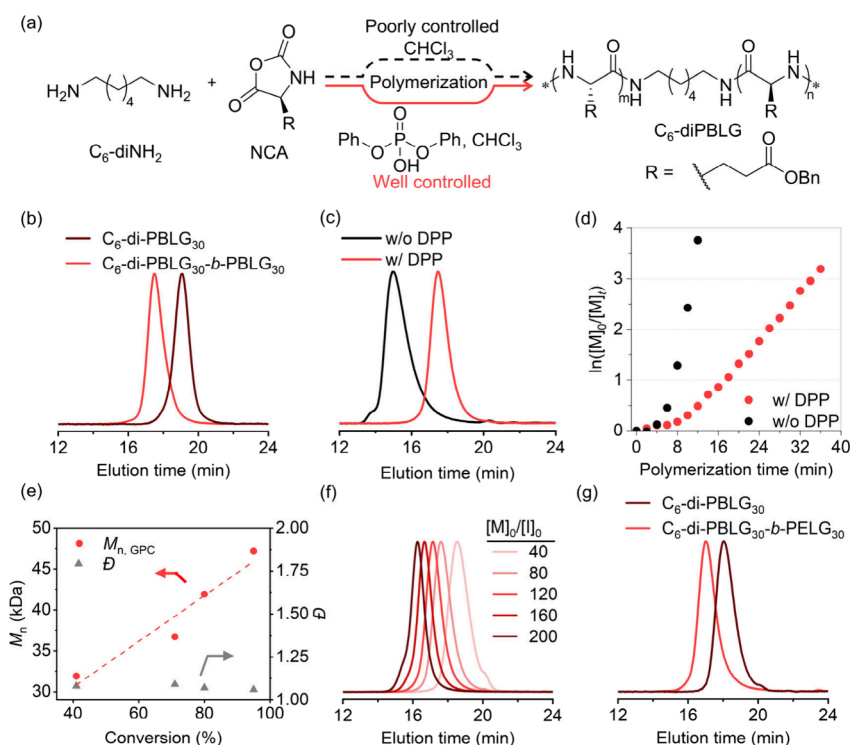 (a)
Poorly controlled
CHCl₃
Polymerization
H₂N
( )₄
NH₂
+
O
O
NH
O
R
C₆-diNH₂
NCA
Ph
O
P
O
O
OH
Ph, CHCl₃
Well controlled
*
H
N
O
R
m
N
H
( )₄
H
N
O
R
H
N
n
*
C₆-diPBLG
R =
O
OBn
(b)
C₆-di-PBLG₃₀
C₆-di-PBLG₃₀-b-PBLG₃₀
12 16 20 24
Elution time (min)
(c)
w/o DPP
w/ DPP
12 16 20 24
Elution time (min)
(d)
ln([M]₀/[M]ₜ)
4
3
2
1
0
w/ DPP
w/o DPP
0 8 16 24 32 40
Polymerization time (min)
(e)
Mₙ (kDa)
50
45
40
35
30
Mₙ, GPC
Đ
2.00
1.75
1.50
1.25
1.00
Đ
40 60 80 100
Conversion (%)
(f)
[M]₀/[I]₀
40
80
120
160
200
12 16 20 24
Elution time (min)
(g)
C₆-di-PBLG₃₀
C₆-di-PBLG₃₀-b-PELG₃₀
12 16 20 24
Elution time (min)